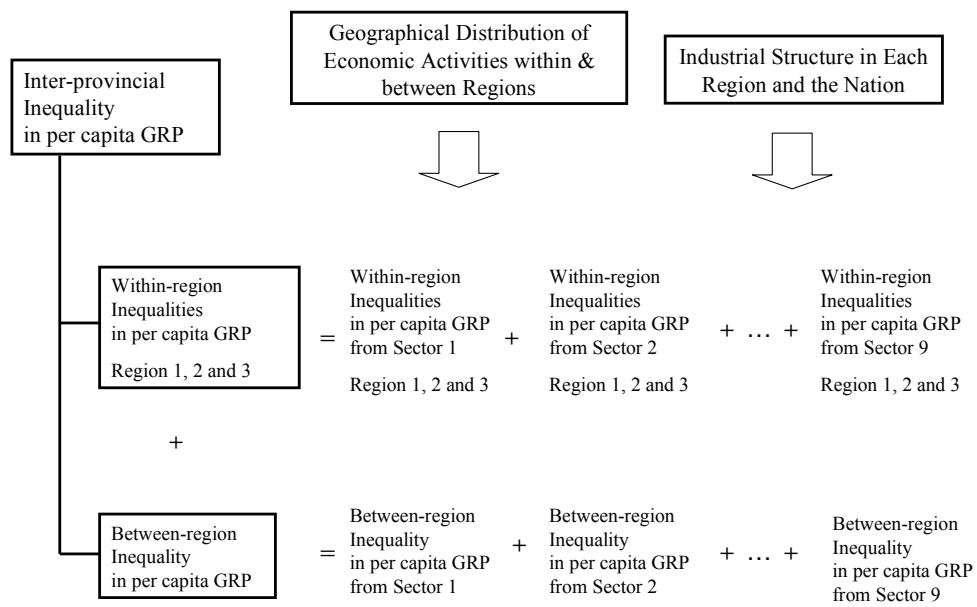 Geographical Distribution of
Economic Activities within &
between Regions
Industrial Structure in Each
Region and the Nation
Inter-provincial
Inequality
in per capita GRP
Within-region
Inequalities
in per capita GRP
Region 1, 2 and 3
=
Within-region
Inequalities
in per capita GRP
from Sector 1
Region 1, 2 and 3
+
Within-region
Inequalities
in per capita GRP
from Sector 2
Region 1, 2 and 3
+ … +
Within-region
Inequalities
in per capita GRP
from Sector 9
Region 1, 2 and 3
+
Between-region
Inequality
in per capita GRP
=
Between-region
Inequality
in per capita GRP
from Sector 1
+
Between-region
Inequality
in per capita GRP
from Sector 2
+ … +
Between-region
Inequality
in per capita GRP
from Sector 9